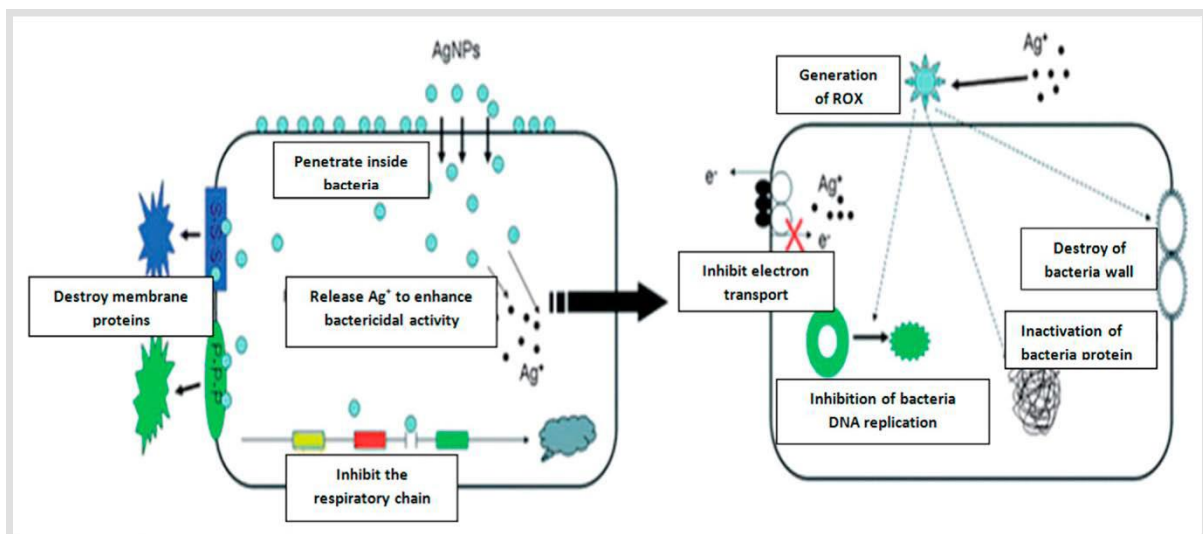 AgNPs
Penetrate inside
bacteria
S-S-S
Destroy membrane
proteins
Release Ag⁺ to enhance
bactericidal activity
Ag⁺
P-P-P
Inhibit the
respiratory chain
Generation
of ROX
Ag⁺
e⁻
Ag⁺
e⁻
Inhibit electron
transport
Destroy of
bacteria wall
Inactivation of
bacteria protein
Inhibition of bacteria
DNA replication